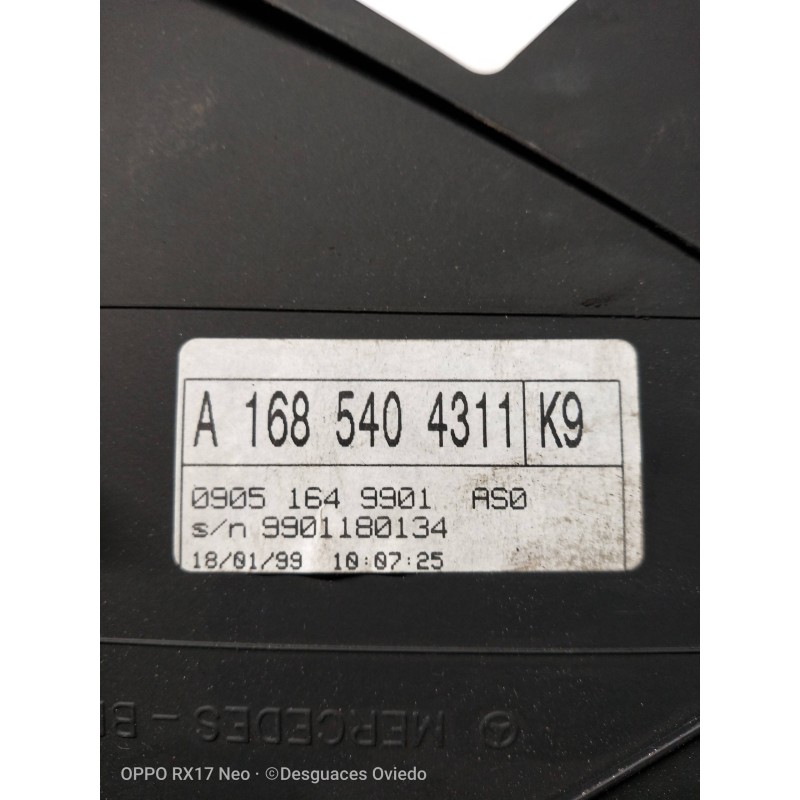 A 168 540 4311 K9
0905 164 9901 AS0
s/n 9901180134
18/01/99 10:07:25
MERCEDES - B
OPPO RX17 Neo · ©Desguaces Oviedo